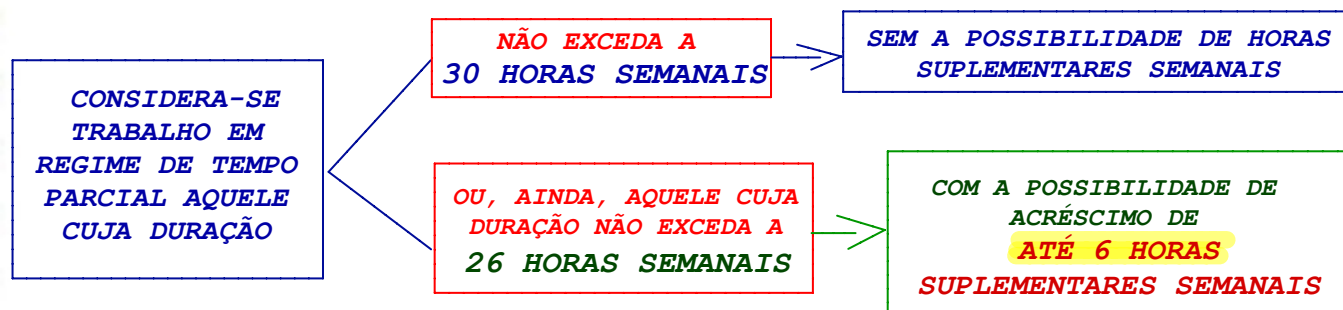 CONSIDERA-SE
TRABALHO EM
REGIME DE TEMPO
PARCIAL AQUELE
CUJA DURAÇÃO
NÃO EXCEDA A
30 HORAS SEMANAIS
SEM A POSSIBILIDADE DE HORAS
SUPLEMENTARES SEMANAIS
OU, AINDA, AQUELE CUJA
DURAÇÃO NÃO EXCEDA A
26 HORAS SEMANAIS
COM A POSSIBILIDADE DE
ACRÉSCIMO DE
ATÉ 6 HORAS
SUPLEMENTARES SEMANAIS